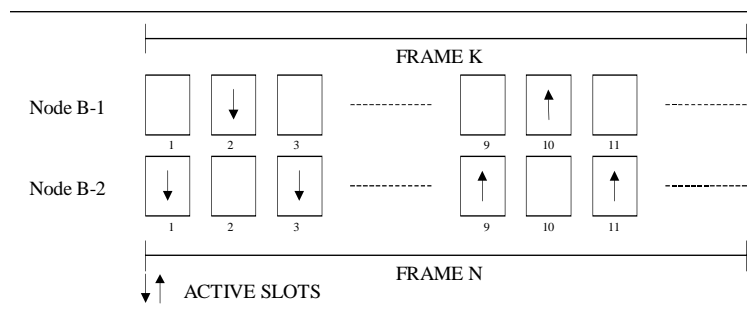 FRAME K
Node B-1
1 2 3 9 10 11
Node B-2
1 2 3 9 10 11
FRAME N
ACTIVE SLOTS